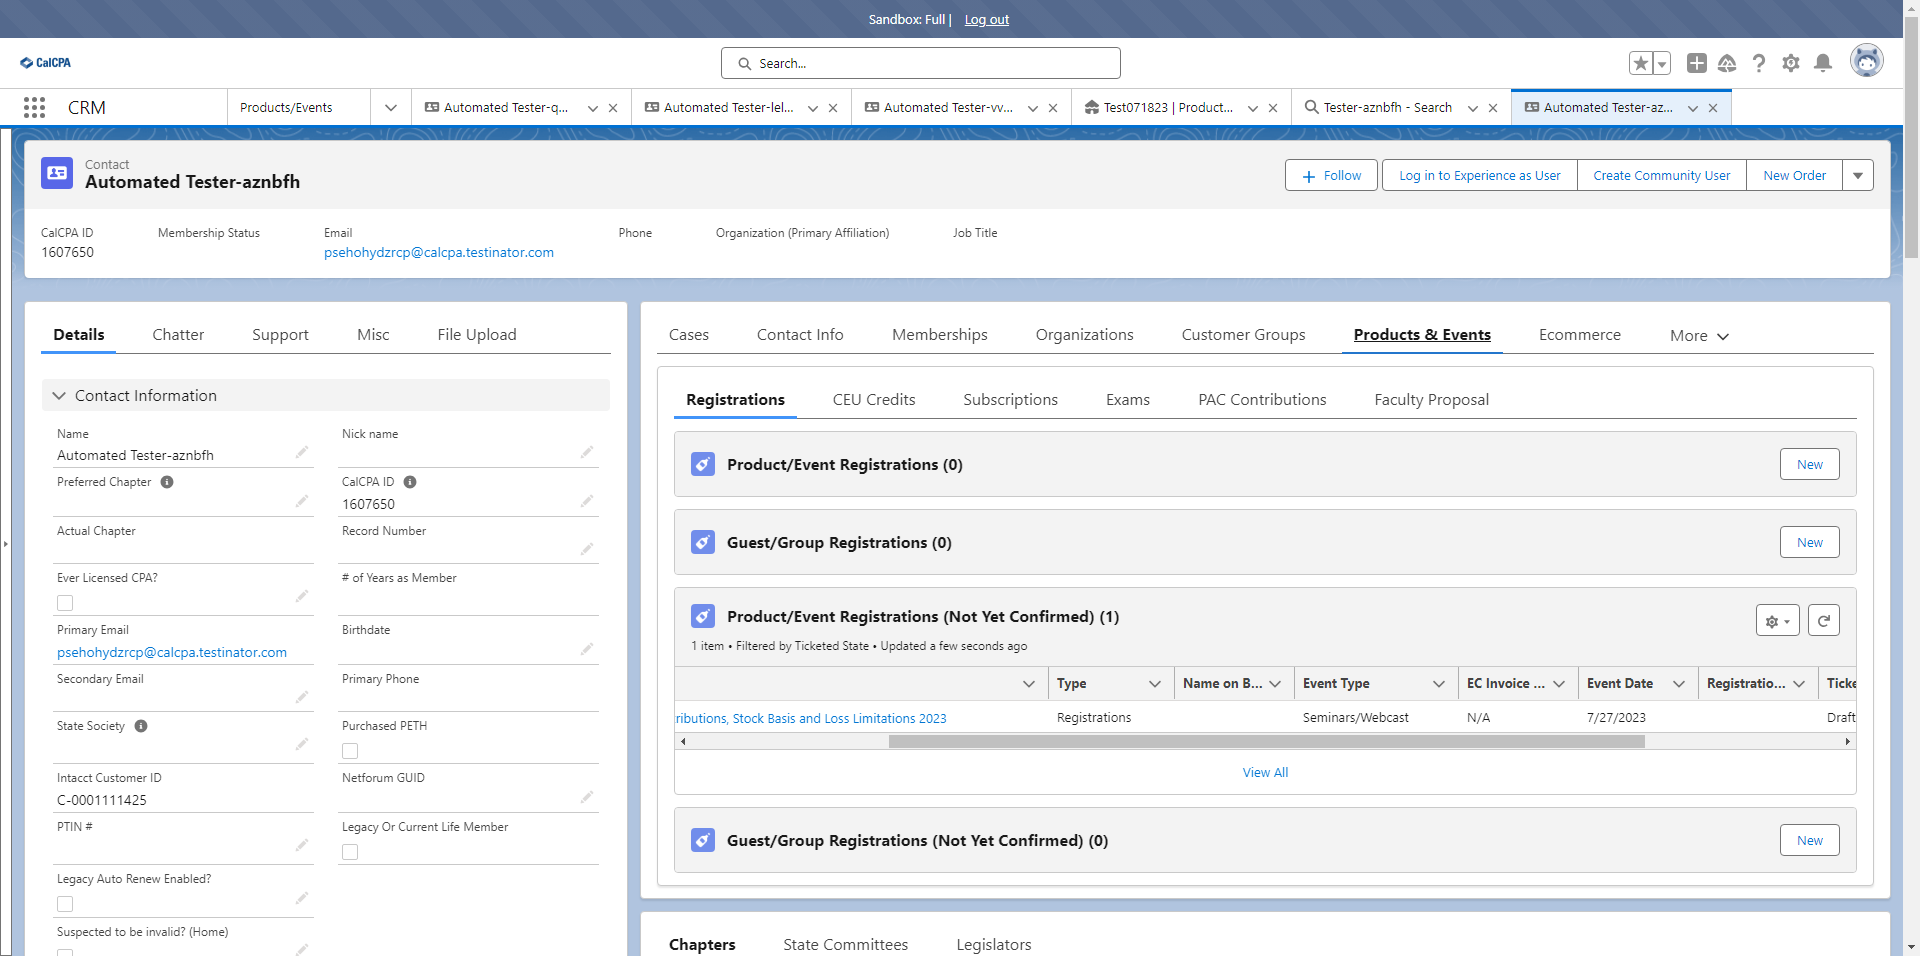 Sandbox: Full | Log out
CalCPA
Search...
CRM
Products/Events
Automated Tester-q...
Automated Tester-lel...
Automated Tester-vv...
Test071823 | Product...
Tester-aznbfh - Search
Automated Tester-az...
Contact
Automated Tester-aznbfh
Follow
Log in to Experience as User
Create Community User
New Order
CalCPA ID
1607650
Membership Status
Email
psehohydzrcp@calcpa.testinator.com
Phone
Organization (Primary Affiliation)
Job Title
Details
Chatter
Support
Misc
File Upload
Contact Information
Name
Automated Tester-aznbfh
Nick name
Preferred Chapter
CalCPA ID
1607650
Actual Chapter
Record Number
Ever Licensed CPA?
# of Years as Member
Primary Email
psehohydzrcp@calcpa.testinator.com
Birthdate
Secondary Email
Primary Phone
State Society
Purchased PETH
Intacct Customer ID
C-0001111425
Netforum GUID
PTIN #
Legacy Or Current Life Member
Legacy Auto Renew Enabled?
Suspected to be invalid? (Home)
Cases
Contact Info
Memberships
Organizations
Customer Groups
Products & Events
Ecommerce
More
Registrations
CEU Credits
Subscriptions
Exams
PAC Contributions
Faculty Proposal
Product/Event Registrations (0)
New
Guest/Group Registrations (0)
New
Product/Event Registrations (Not Yet Confirmed) (1)
1 item • Filtered by Ticketed State • Updated a few seconds ago
Type
Name on B...
Event Type
EC Invoice ...
Event Date
Registratio...
Ticke
ributions, Stock Basis and Loss Limitations 2023
Registrations
Seminars/Webcast
N/A
7/27/2023
Draft
View All
Guest/Group Registrations (Not Yet Confirmed) (0)
New
Chapters
State Committees
Legislators